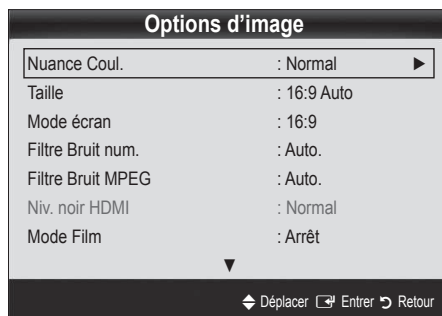 Options d'image
Nuance Coul. : Normal ▶
Taille : 16:9 Auto
Mode écran : 16:9
Filtre Bruit num. : Auto.
Filtre Bruit MPEG : Auto.
Niv. noir HDMI : Normal
Mode Film : Arrêt
▼
Déplacer Entrer Retour